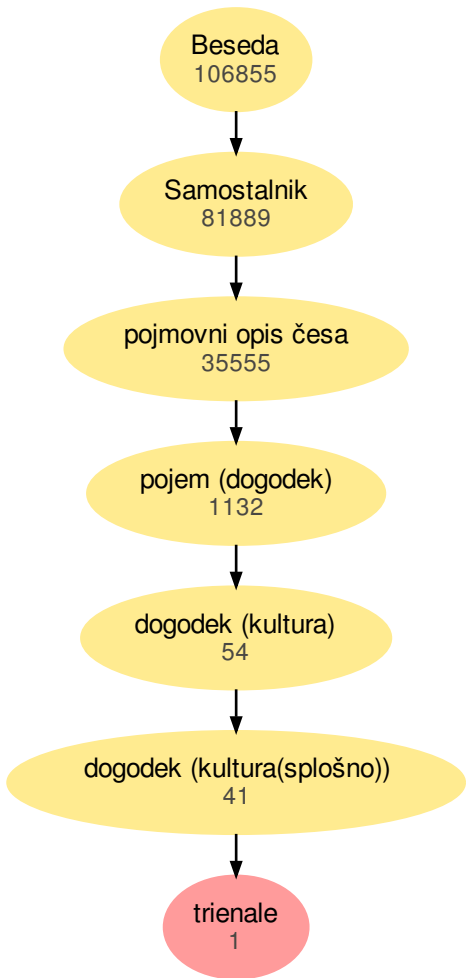 Beseda
106855
Samostalnik
81889
pojmovni opis česa
35555
pojem (dogodek)
1132
dogodek (kultura)
54
dogodek (kultura(splošno))
41
trienale
1